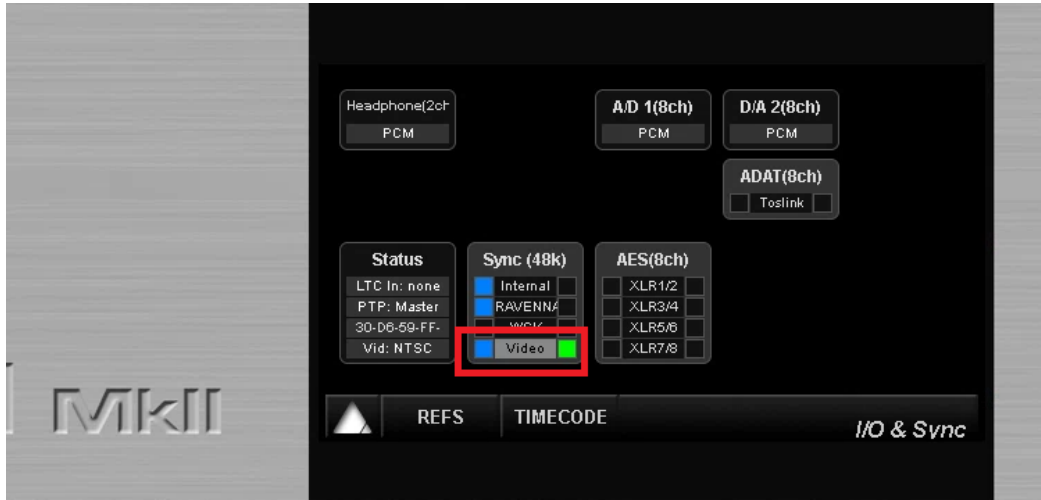 Headphone(2ch
PCM
A/D 1(8ch)
PCM
D/A 2(8ch)
PCM
ADAT(8ch)
Toslink
Status
LTC In: none
PTP: Master
30-D6-59-FF-
Vid: NTSC
Sync (48k)
Internal
RAVENNA
WCK
Video
AES(8ch)
XLR1/2
XLR3/4
XLR5/6
XLR7/8
MkII
REFS
TIMECODE
I/O & Sync